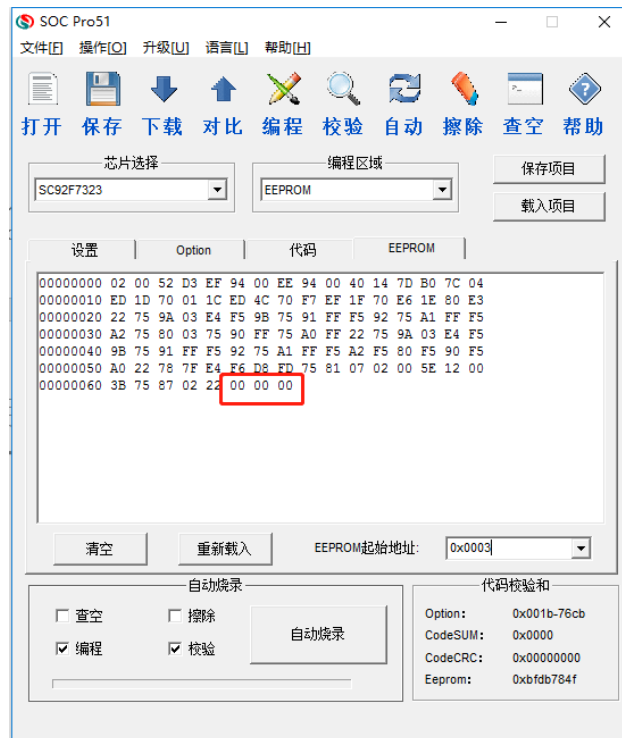 SOC Pro51
文件[F] 操作[O] 升级[U] 语言[L] 帮助[H]
打开 保存 下载 对比 编程 校验 自动 擦除 查空 帮助
芯片选择 编程区域 保存项目
SC92F7323 EEPROM
载入项目
设置 Option 代码 EEPROM
00000000 02 00 52 D3 EF 94 00 EE 94 00 40 14 7D B0 7C 04
00000010 ED 1D 70 01 1C ED 4C 70 F7 EF 1F 70 E6 1E 80 E3
00000020 22 75 9A 03 E4 F5 9B 75 91 FF F5 92 75 A1 FF F5
00000030 A2 75 80 03 75 90 FF 75 A0 FF 22 75 9A 03 E4 F5
00000040 9B 75 91 FF F5 92 75 A1 FF F5 A2 F5 80 F5 90 F5
00000050 A0 22 78 7F E4 F6 D8 FD 75 81 07 02 00 5E 12 00
00000060 3B 75 87 02 22 00 00 00
清空 重新载入 EEPROM起始地址: 0x0003
自动烧录 代码校验和
查空 擦除 自动烧录 Option: 0x001b-76cb
编程 校验 CodeSUM: 0x0000
CodeCRC: 0x00000000
Eeprom: 0xbfdb784f